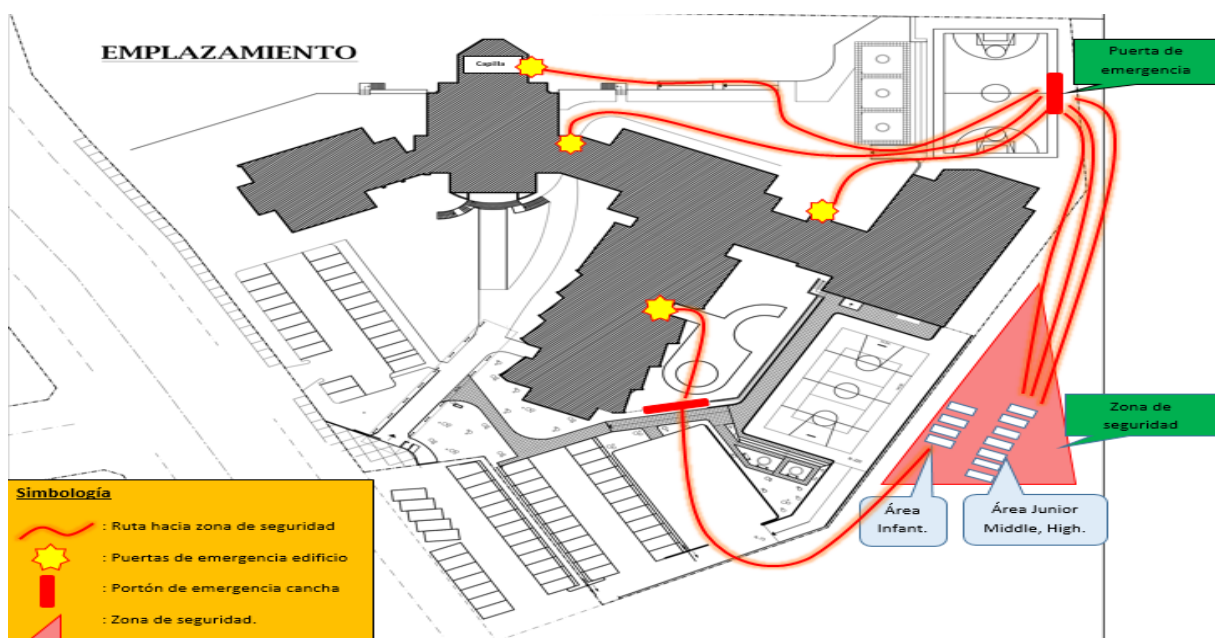 EMPLAZAMIENTO
Capilla
Puerta de
emergencia
Zona de
seguridad
Área
Infant.
Área Junior
Middle, High.
Simbología
: Ruta hacia zona de seguridad
: Puertas de emergencia edificio
: Portón de emergencia cancha
: Zona de seguridad.